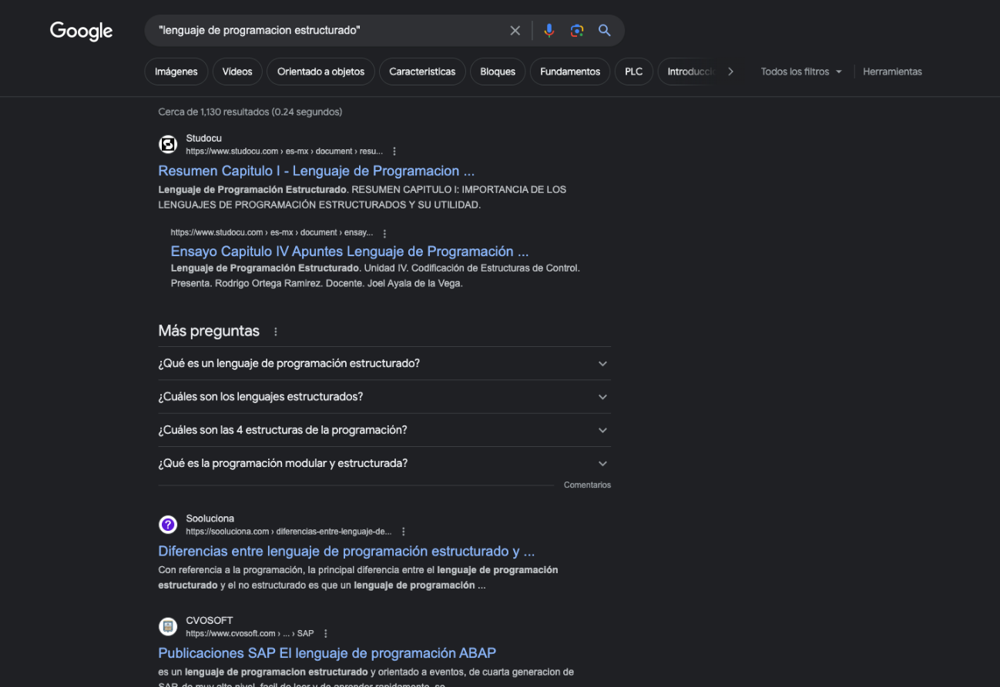 Google
"lenguaje de programacion estructurado"
Imágenes
Videos
Orientado a objetos
Caracteristicas
Bloques
Fundamentos
PLC
Todos los filtros
Herramientas
Cerca de 1,130 resultados (0.24 segundos)
Studocu
https://www.studocu.com › es-mx › document › resu...
Resumen Capitulo I - Lenguaje de Programacion ...
Lenguaje de Programación Estructurado. RESUMEN CAPITULO I: IMPORTANCIA DE LOS
LENGUAJES DE PROGRAMACIÓN ESTRUCTURADOS Y SU UTILIDAD.
https://www.studocu.com › es-mx › document › ensay...
Ensayo Capitulo IV Apuntes Lenguaje de Programación ...
Lenguaje de Programación Estructurado. Unidad IV. Codificación de Estructuras de Control.
Presenta. Rodrigo Ortega Ramirez. Docente. Joel Ayala de la Vega.
Más preguntas
¿Qué es un lenguaje de programación estructurado?
¿Cuáles son los lenguajes estructurados?
¿Cuáles son las 4 estructuras de la programación?
¿Qué es la programación modular y estructurada?
Comentarios
Sooluciona
https://sooluciona.com › diferencias-entre-lenguaje-de...
Diferencias entre lenguaje de programación estructurado y ...
Con referencia a la programación, la principal diferencia entre el lenguaje de programación
estructurado y el no estructurado es que un lenguaje de programación ...
CVOSOFT
https://www.cvosoft.com › ... › SAP
Publicaciones SAP El lenguaje de programación ABAP
es un lenguaje de programacion estructurado y orientado a eventos, de cuarta generacion de
SAP, de muy alto nivel, facil de leer y de aprender rapidamente, se